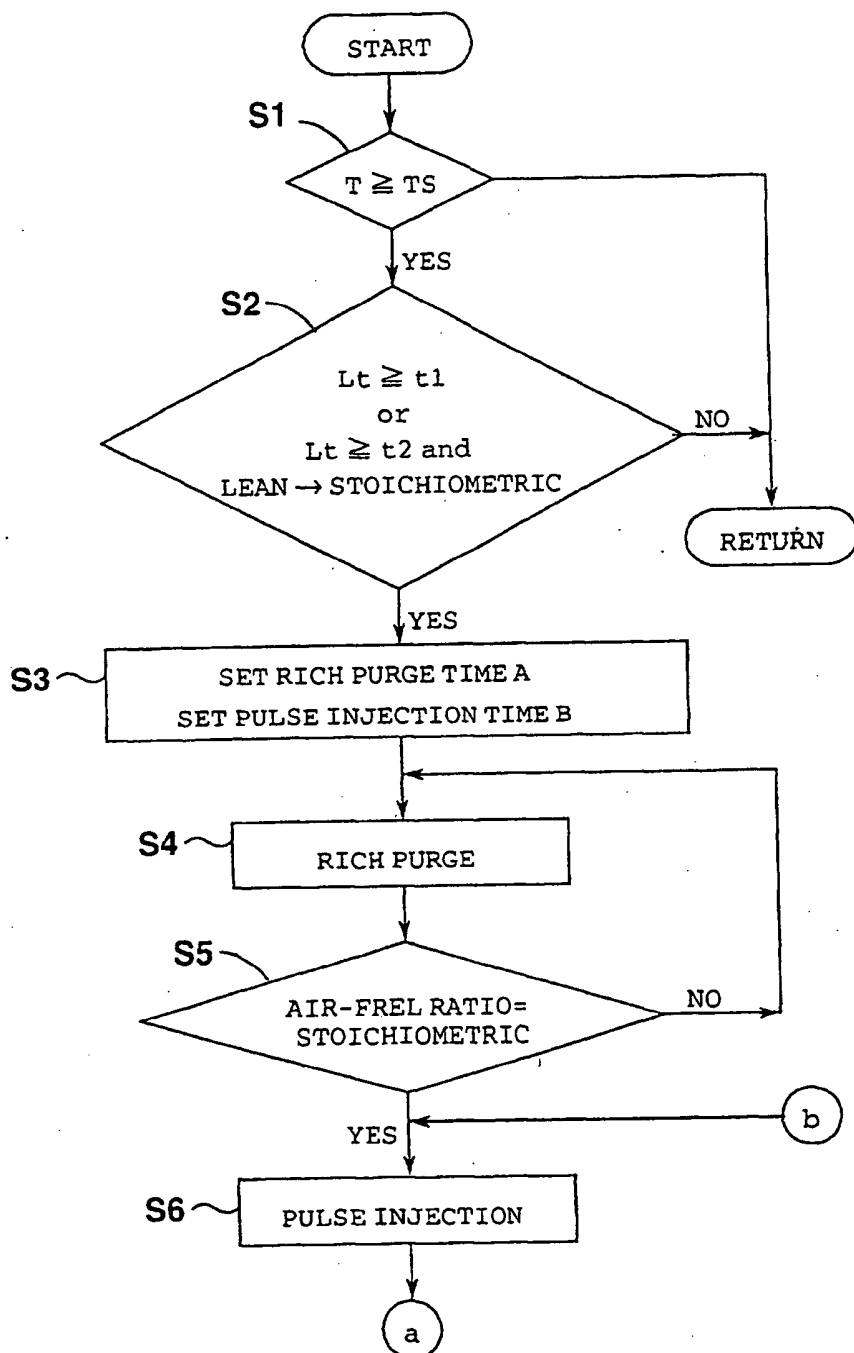 START
S1
T ≧ TS
YES
S2
Lt ≧ t1
or
Lt ≧ t2 and
LEAN → STOICHIOMETRIC
NO
RETURN
YES
S3
SET RICH PURGE TIME A
SET PULSE INJECTION TIME B
S4
RICH PURGE
S5
AIR-FREL RATIO=
STOICHIOMETRIC
NO
b
YES
S6
PULSE INJECTION
a